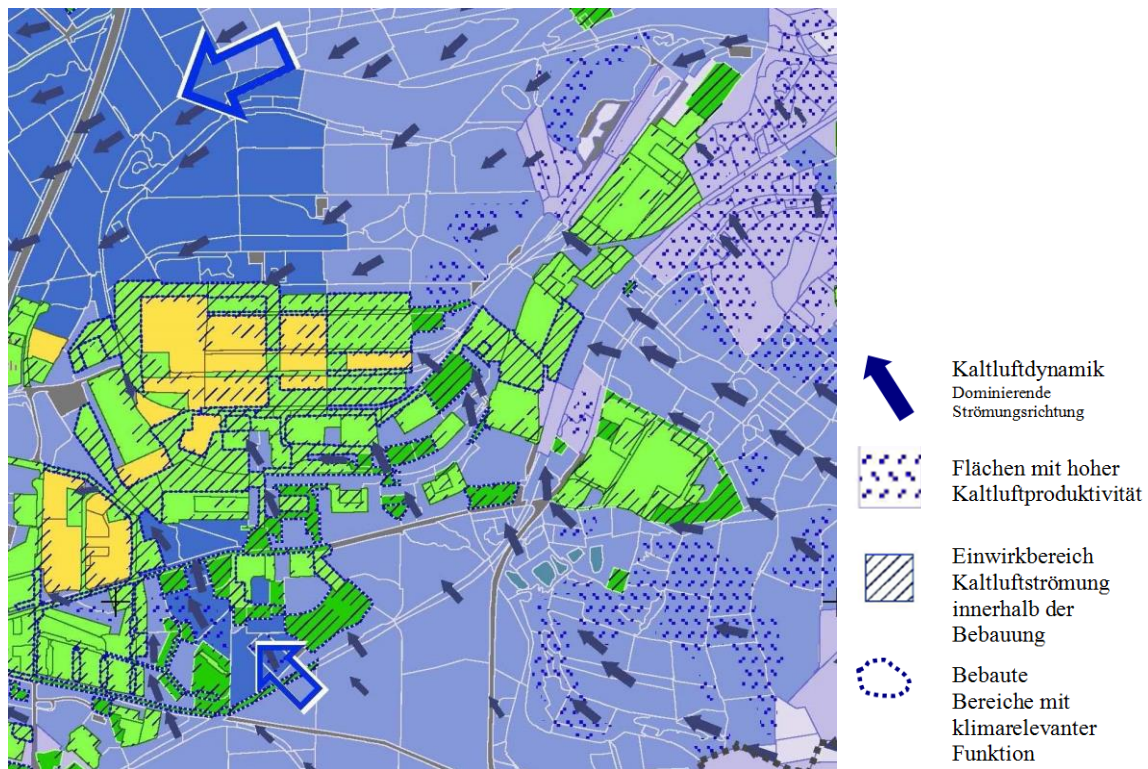 Kaltluftdynamik
Dominierende
Strömungsrichtung
Flächen mit hoher
Kaltluftproduktivität
Einwirkbereich
Kaltluftströmung
innerhalb der
Bebauung
Bebaute
Bereiche mit
klimarelevanter
Funktion